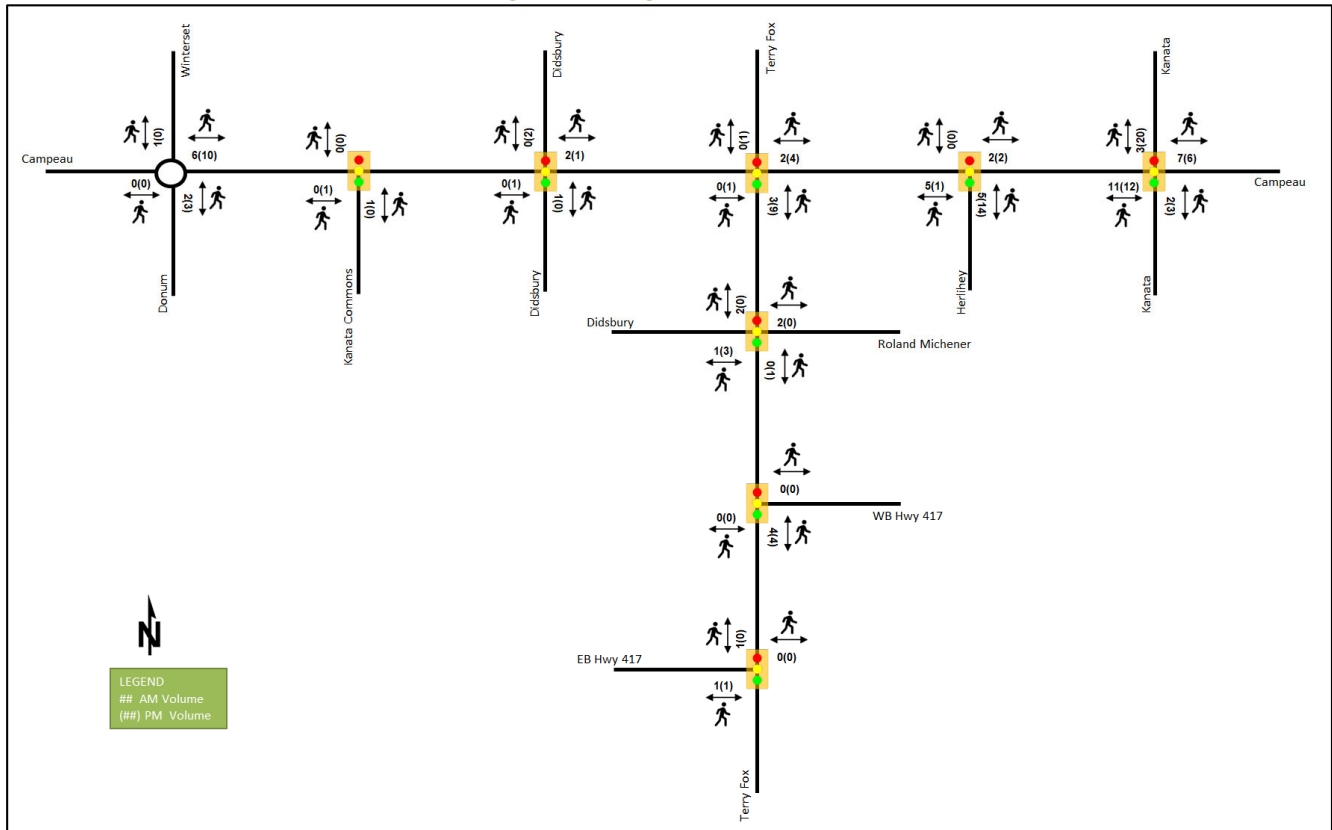 Winterset
Didsbury
Terry Fox
Kanata
1(0)
6(10)
0(0)
0(2)
2(1)
0(1)
2(4)
0(0)
2(2)
3(20)
7(6)
Campeau
Campeau
0(0)
2(3)
0(1)
1(0)
0(1)
1(0)
0(1)
3(9)
5(1)
5(14)
11(12)
2(3)
Donum
Kanata Commons
Didsbury
Herlihey
Kanata
2(0)
2(0)
Didsbury
Roland Michener
1(3)
0(1)
0(0)
WB Hwy 417
0(0)
4(4)
1(0)
0(0)
EB Hwy 417
1(1)
Terry Fox
N
LEGEND
## AM Volume
(##) PM Volume